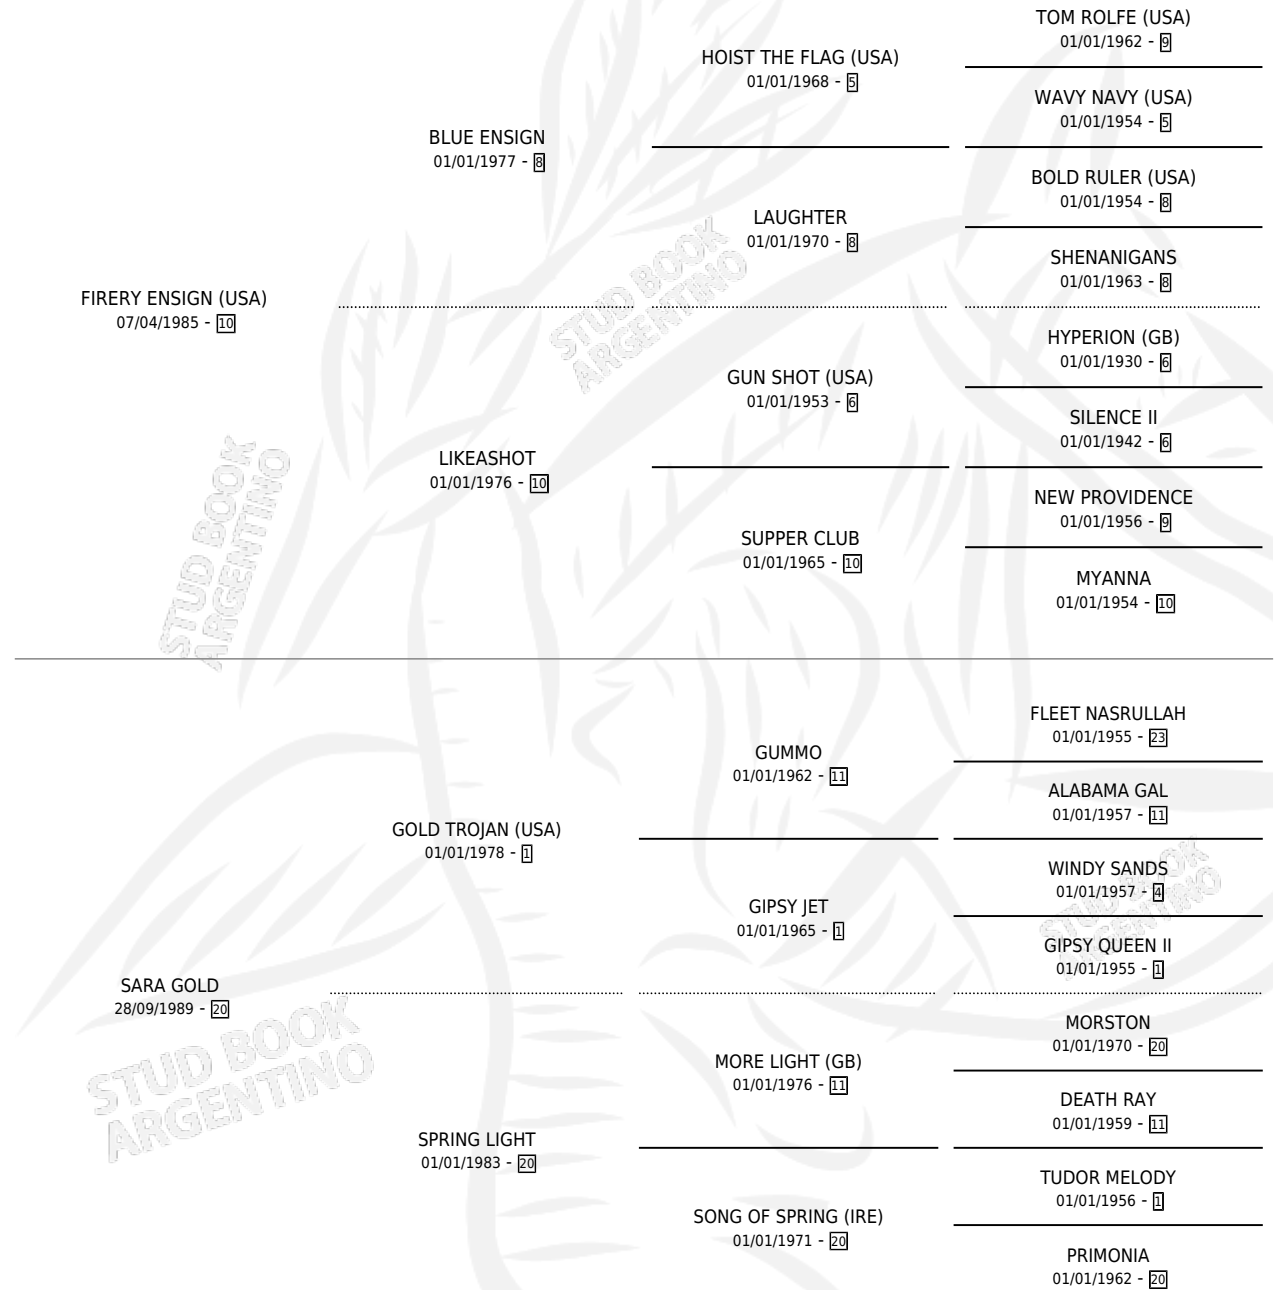 TOM ROLFE (USA)
01/01/1962 - 9
HOIST THE FLAG (USA)
01/01/1968 - 5
WAVY NAVY (USA)
01/01/1954 - 5
BLUE ENSIGN
01/01/1977 - 8
BOLD RULER (USA)
01/01/1954 - 8
LAUGHTER
01/01/1970 - 8
SHENANIGANS
01/01/1963 - 8
FIRERY ENSIGN (USA)
07/04/1985 - 10
HYPERION (GB)
01/01/1930 - 6
GUN SHOT (USA)
01/01/1953 - 6
SILENCE II
01/01/1942 - 6
LIKEASHOT
01/01/1976 - 10
NEW PROVIDENCE
01/01/1956 - 9
SUPPER CLUB
01/01/1965 - 10
MYANNA
01/01/1954 - 10
FLEET NASRULLAH
01/01/1955 - 23
GUMMO
01/01/1962 - 11
ALABAMA GAL
01/01/1957 - 11
GOLD TROJAN (USA)
01/01/1978 - 1
WINDY SANDS
01/01/1957 - 4
GIPSY JET
01/01/1965 - 1
GIPSY QUEEN II
01/01/1955 - 1
SARA GOLD
28/09/1989 - 20
MORSTON
01/01/1970 - 20
MORE LIGHT (GB)
01/01/1976 - 11
DEATH RAY
01/01/1959 - 11
SPRING LIGHT
01/01/1983 - 20
TUDOR MELODY
01/01/1956 - 1
SONG OF SPRING (IRE)
01/01/1971 - 20
PRIMONIA
01/01/1962 - 20
STUD BOOK
ARGENTINO
STUD BOOK
ARGENTINO
STUD BOOK
ARGENTINO
STUD BOOK
ARGENTINO